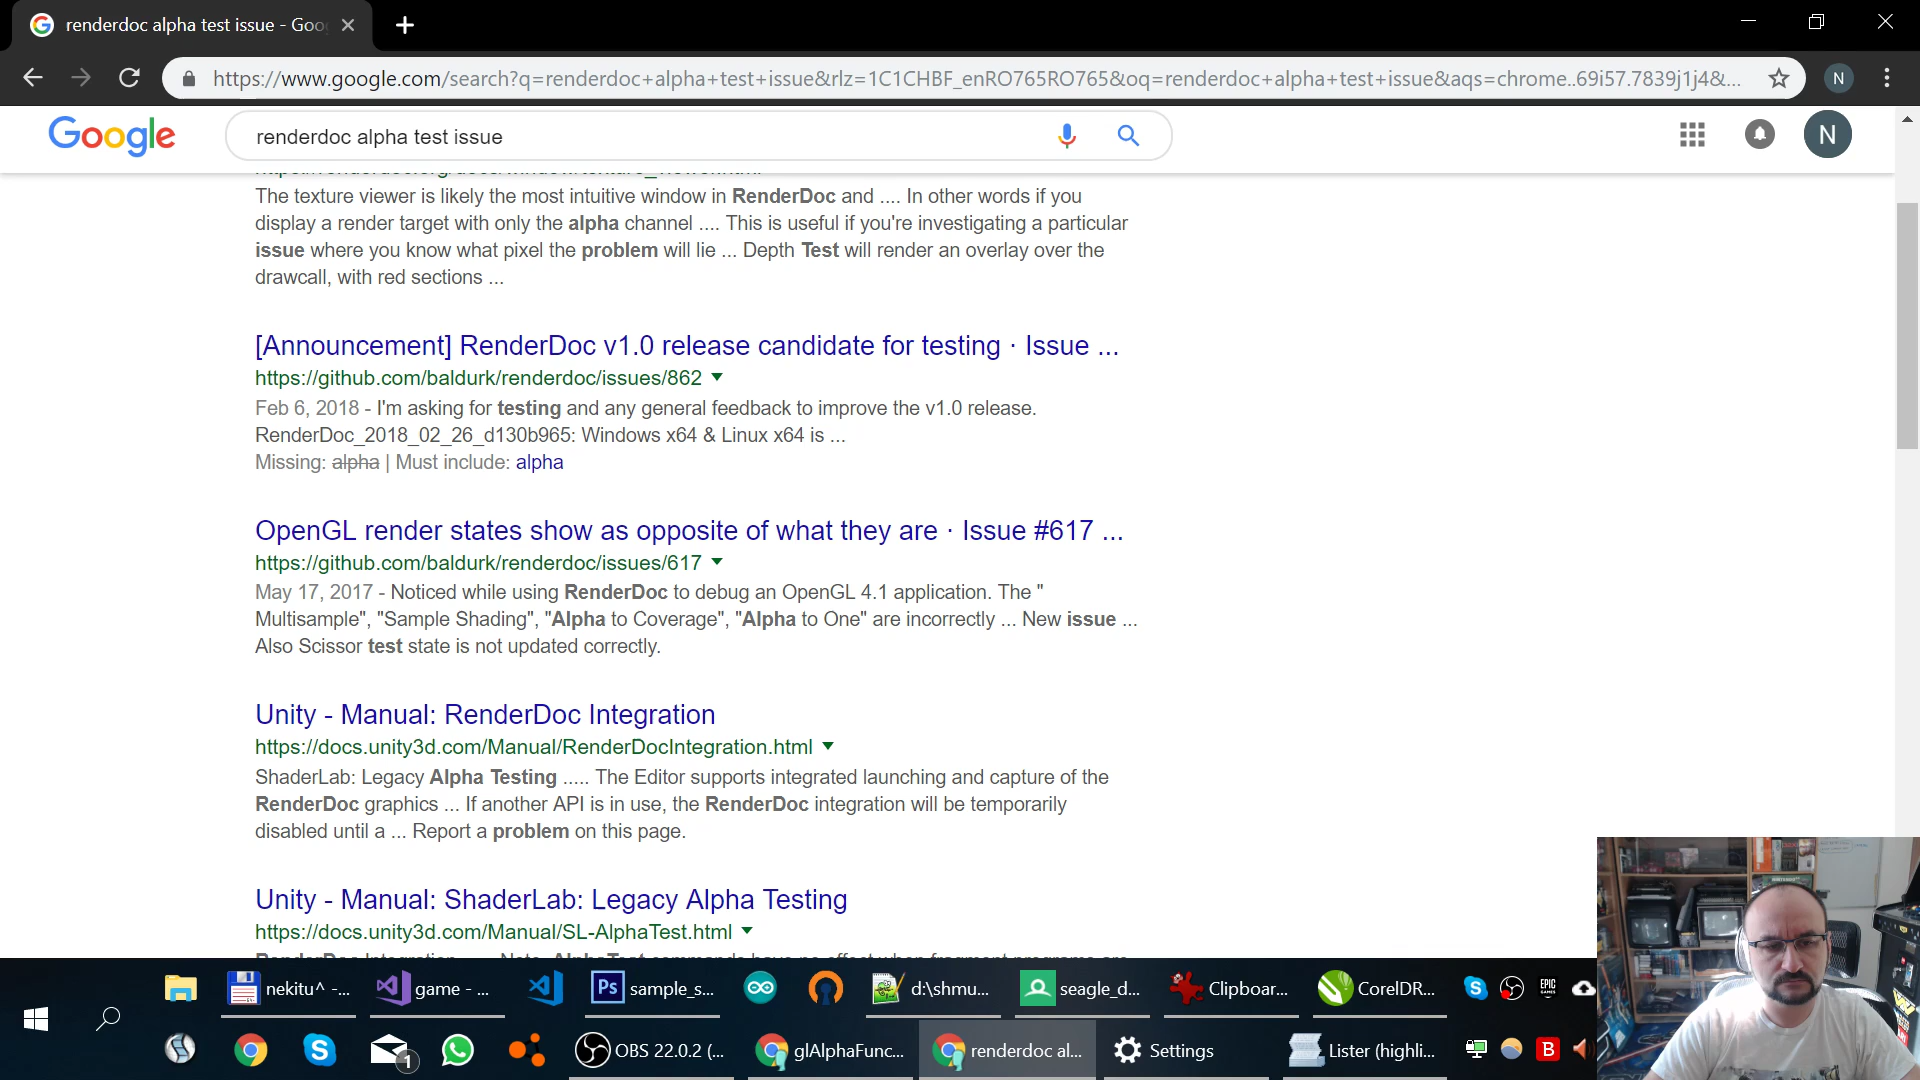 renderdoc alpha test issue - Goo
https://www.google.com/search?q=renderdoc+alpha+test+issue&rlz=1C1CHBF_enRO765RO765&oq=renderdoc+alpha+test+issue&aqs=chrome..69i57.7839j1j4&...
N
Google
renderdoc alpha test issue
N
The texture viewer is likely the most intuitive window in RenderDoc and .... In other words if you
display a render target with only the alpha channel .... This is useful if you're investigating a particular
issue where you know what pixel the problem will lie ... Depth Test will render an overlay over the
drawcall, with red sections ...
[Announcement] RenderDoc v1.0 release candidate for testing · Issue ...
https://github.com/baldurk/renderdoc/issues/862
Feb 6, 2018 - I'm asking for testing and any general feedback to improve the v1.0 release.
RenderDoc_2018_02_26_d130b965: Windows x64 & Linux x64 is ...
Missing: alpha | Must include: alpha
OpenGL render states show as opposite of what they are · Issue #617 ...
https://github.com/baldurk/renderdoc/issues/617
May 17, 2017 - Noticed while using RenderDoc to debug an OpenGL 4.1 application. The "
Multisample", "Sample Shading", "Alpha to Coverage", "Alpha to One" are incorrectly ... New issue ...
Also Scissor test state is not updated correctly.
Unity - Manual: RenderDoc Integration
https://docs.unity3d.com/Manual/RenderDocIntegration.html
ShaderLab: Legacy Alpha Testing ..... The Editor supports integrated launching and capture of the
RenderDoc graphics ... If another API is in use, the RenderDoc integration will be temporarily
disabled until a ... Report a problem on this page.
Unity - Manual: ShaderLab: Legacy Alpha Testing
https://docs.unity3d.com/Manual/SL-AlphaTest.html
nekitu^ -... game - ... Ps sample_s... d:\shmu... seagle_d... Clipboar... CorelDR... EPIC GAMES
1 OBS 22.0.2 (... glAlphaFunc... renderdoc al... Settings Lister (highli... B